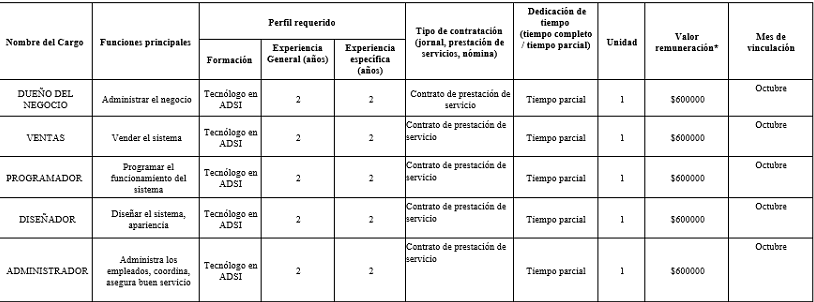 Nombre del Cargo
Funciones principales
Perfil requerido
Formación
Experiencia
General (años)
Experiencia
específica
(años)
Tipo de contratación
(jornal, prestación de
servicios, nómina)
Dedicación de
tiempo
(tiempo completo
/ tiempo parcial)
Unidad
Valor
remuneración*
Mes de
vinculación
DUEÑO DEL
NEGOCIO
Administrar el negocio
Tecnólogo en
ADSI
2
2
Contrato de prestación de
servicio
Tiempo parcial
1
$600000
Octubre
VENTAS
Vender el sistema
Tecnólogo en
ADSI
2
2
Contrato de prestación de
servicio
Tiempo parcial
1
$600000
Octubre
PROGRAMADOR
Programar el
funcionamiento del
sistema
Tecnólogo en
ADSI
2
2
Contrato de prestación de
servicio
Tiempo parcial
1
$600000
Octubre
DISEÑADOR
Diseñar el sistema,
apariencia
Tecnólogo en
ADSI
2
2
Contrato de prestación de
servicio
Tiempo parcial
1
$600000
Octubre
ADMINISTRADOR
Administra los
empleados, coordina,
asegura buen servicio
Tecnólogo en
ADSI
2
2
Contrato de prestación de
servicio
Tiempo parcial
1
$600000
Octubre